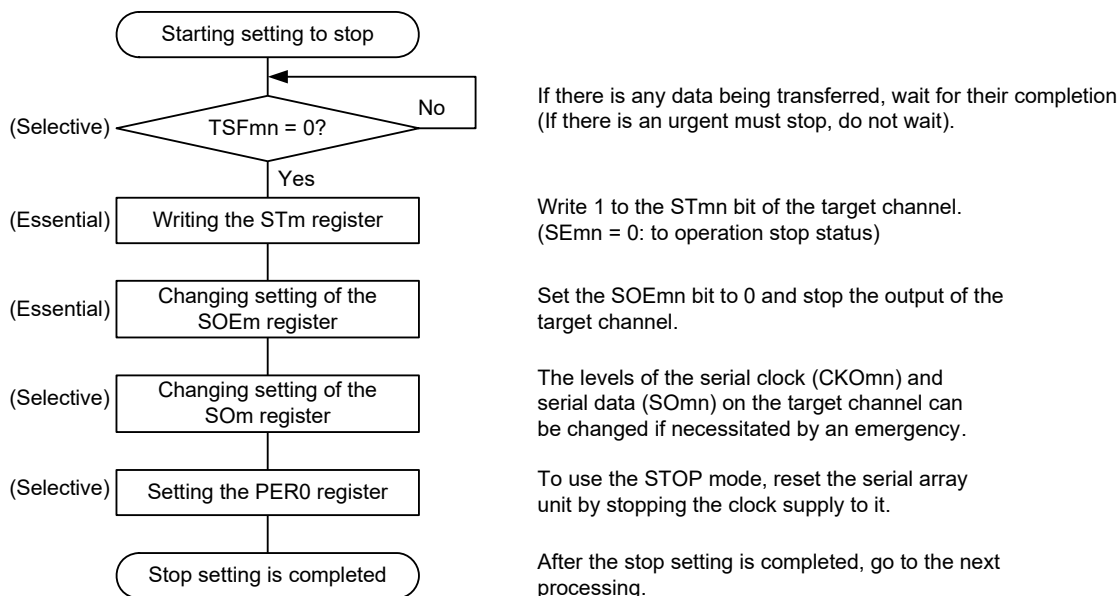 Starting setting to stop
No
(Selective)
TSFmn = 0?
If there is any data being transferred, wait for their completion
(If there is an urgent must stop, do not wait).
Yes
(Essential)
Writing the STm register
Write 1 to the STmn bit of the target channel.
(SEmn = 0: to operation stop status)
(Essential)
Changing setting of the
SOEm register
Set the SOEmn bit to 0 and stop the output of the
target channel.
(Selective)
Changing setting of the
SOm register
The levels of the serial clock (CKOmn) and
serial data (SOmn) on the target channel can
be changed if necessitated by an emergency.
(Selective)
Setting the PER0 register
To use the STOP mode, reset the serial array
unit by stopping the clock supply to it.
Stop setting is completed
After the stop setting is completed, go to the next
processing.